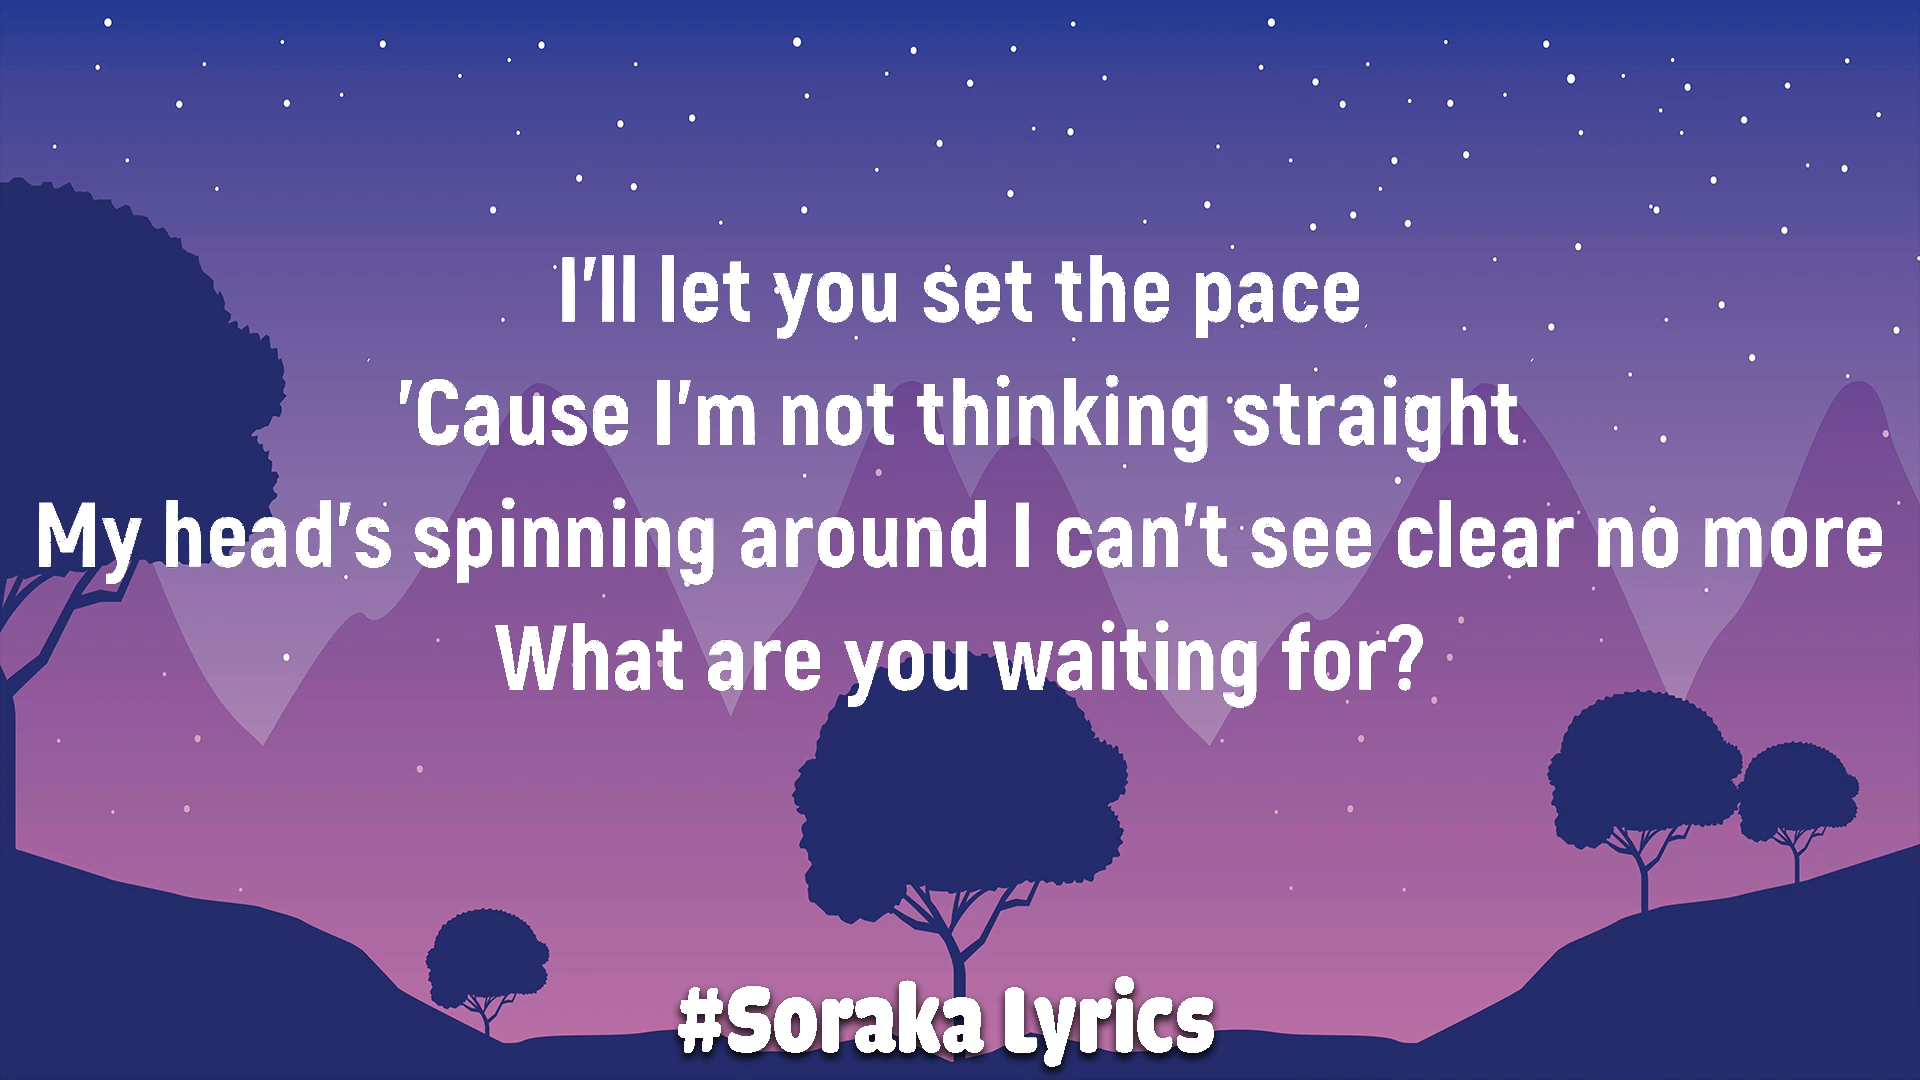 I'll let you set the pace
'Cause I'm not thinking straight
My head's spinning around I can't see clear no more
What are you waiting for?
#Soraka Lyrics